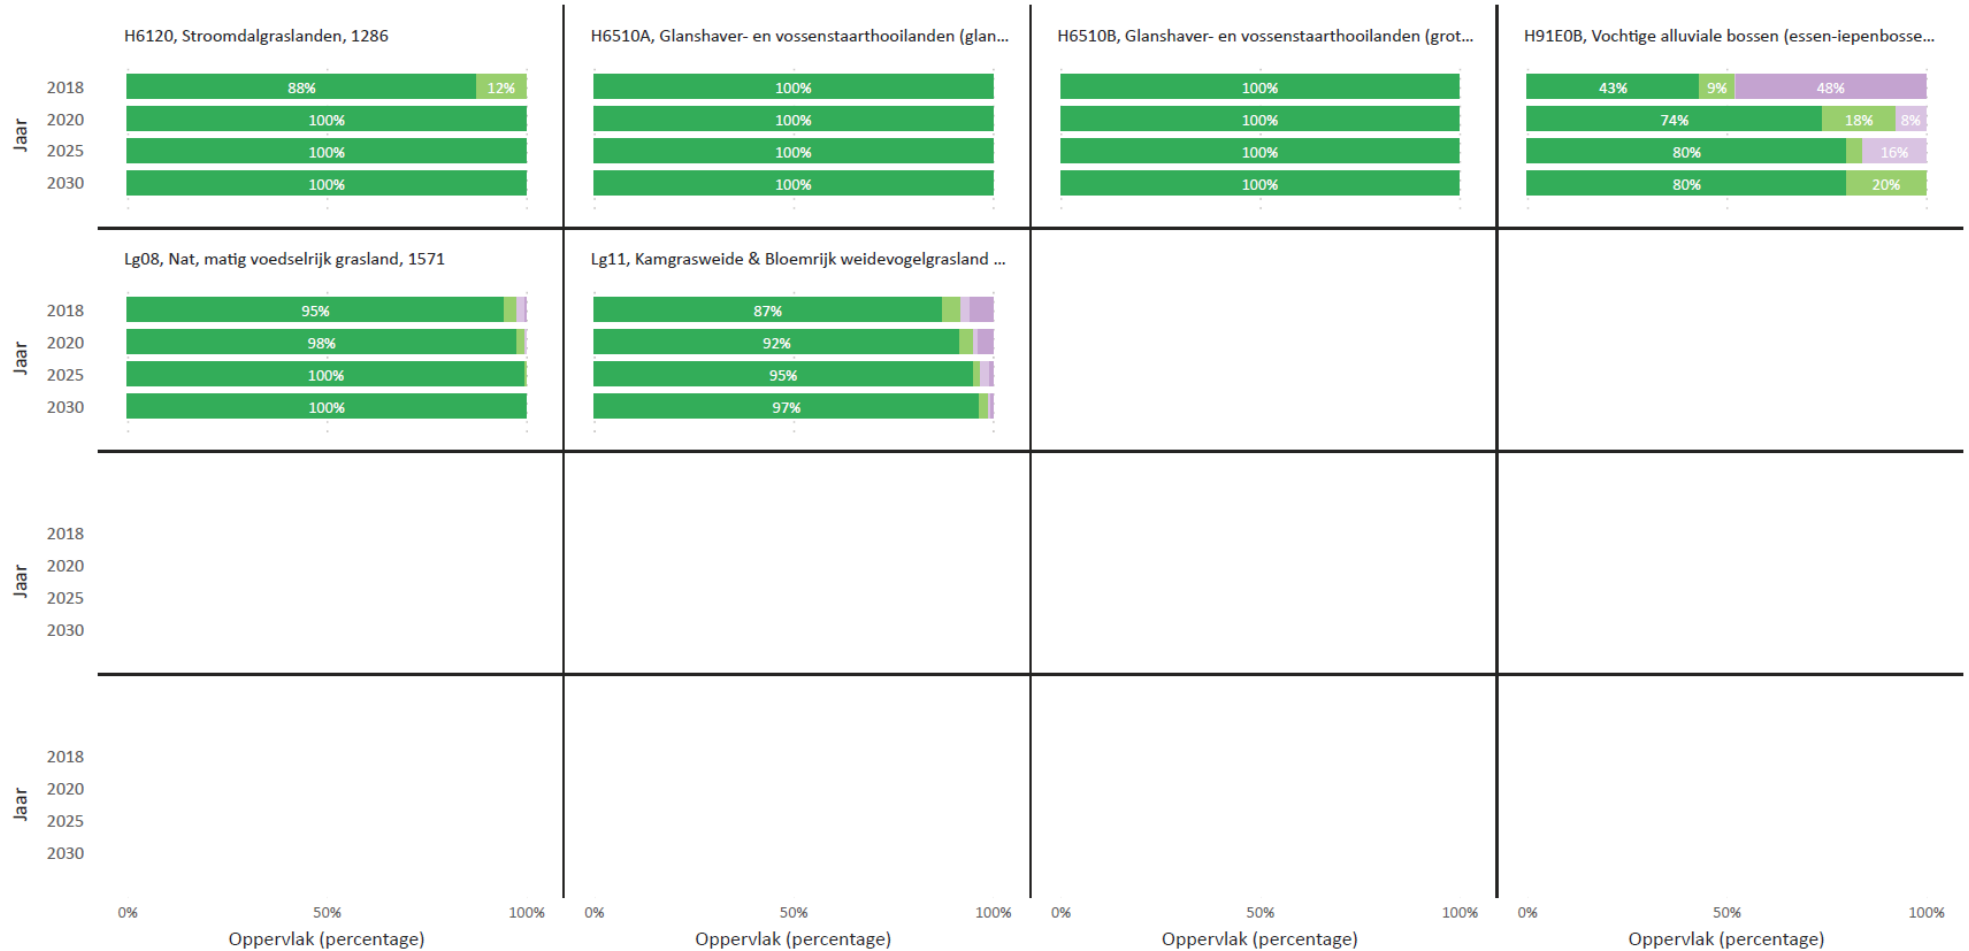 H6120, Stroomdalgraslanden, 1286
H6510A, Glanshaver- en vossenstaarthooilanden (glan...
H6510B, Glanshaver- en vossenstaarthooilanden (grot...
H91E0B, Vochtige alluviale bossen (essen-iepenbosse...
Jaar
2018 88% 12% 100% 100% 43% 9% 48%
2020 100% 100% 100% 74% 18% 8%
2025 100% 100% 100% 80% 16%
2030 100% 100% 100% 80% 20%
Lg08, Nat, matig voedselrijk grasland, 1571
Lg11, Kamgrasweide & Bloemrijk weidevogelgrasland ...
Jaar
2018 95% 87%
2020 98% 92%
2025 100% 95%
2030 100% 97%
Jaar
2018
2020
2025
2030
Jaar
2018
2020
2025
2030
0% 50% 100% 0% 50% 100% 0% 50% 100% 0% 50% 100%
Oppervlak (percentage) Oppervlak (percentage) Oppervlak (percentage) Oppervlak (percentage)